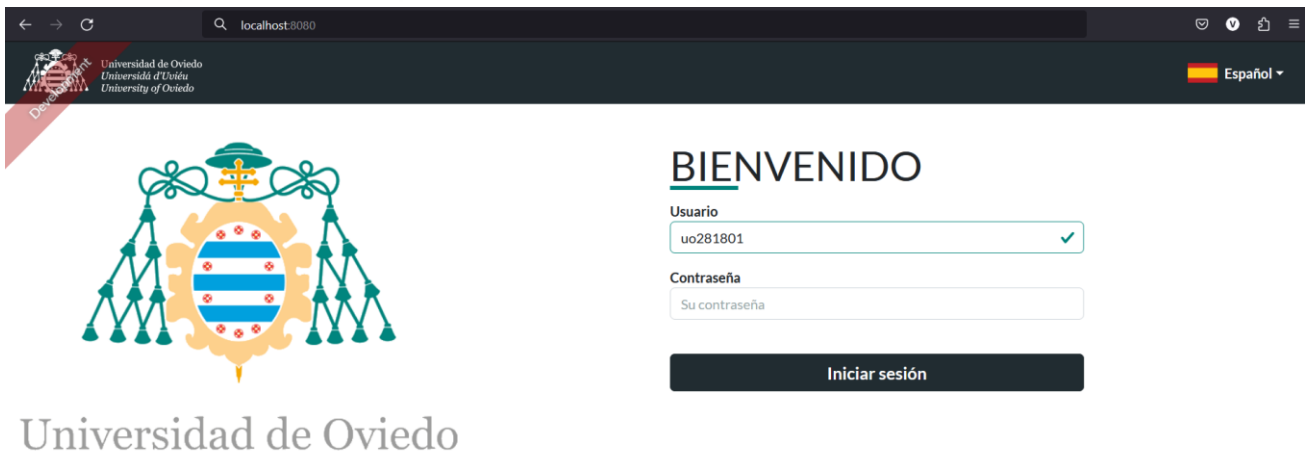 localhost:8080
Universidad de Oviedo
Universidá d'Uviéu
University of Oviedo
Development
Español
BIENVENIDO
Usuario
uo281801
Contraseña
Su contraseña
Iniciar sesión
Universidad de Oviedo
V